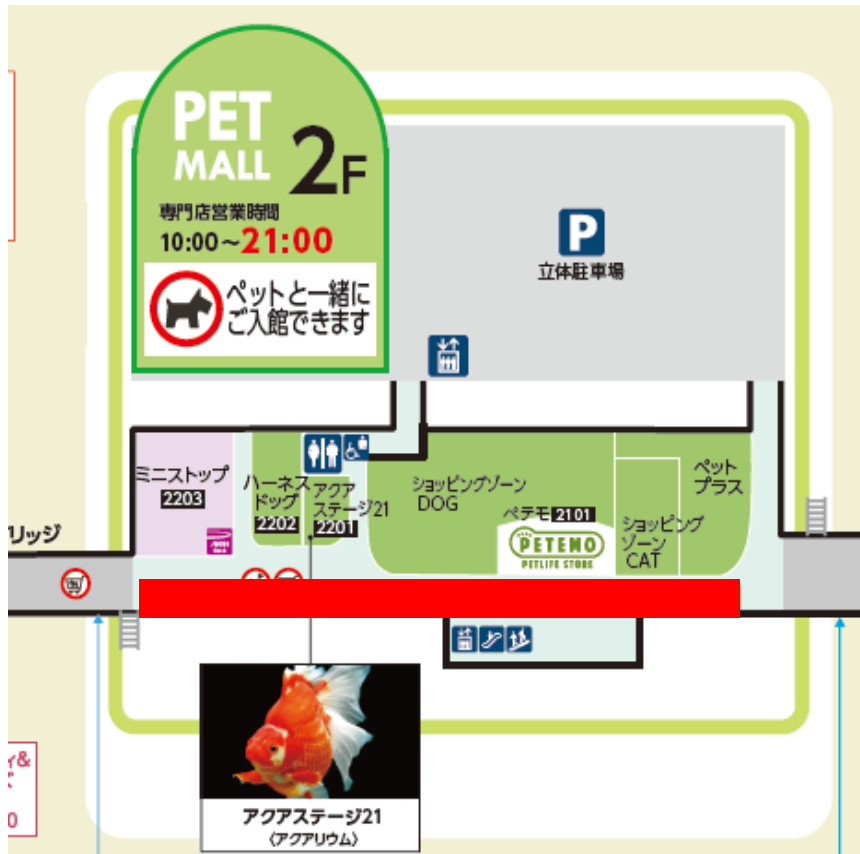 PET
MALL
2F
専門店営業時間
10:00～21:00
ペットと一緒に
ご入館できます
P
立体駐車場
ミニストップ
2203
ハーネス
ドッグ
2202
アクア
ステージ21
2201
ショッピングゾーン
DOG
ペテモ 2101
PETEMO
PETLIFE STORE
ショッピング
ゾーン
CAT
ペット
プラス
リッジ
ィ&
で
0
アクアステージ21
〈アクアリウム〉